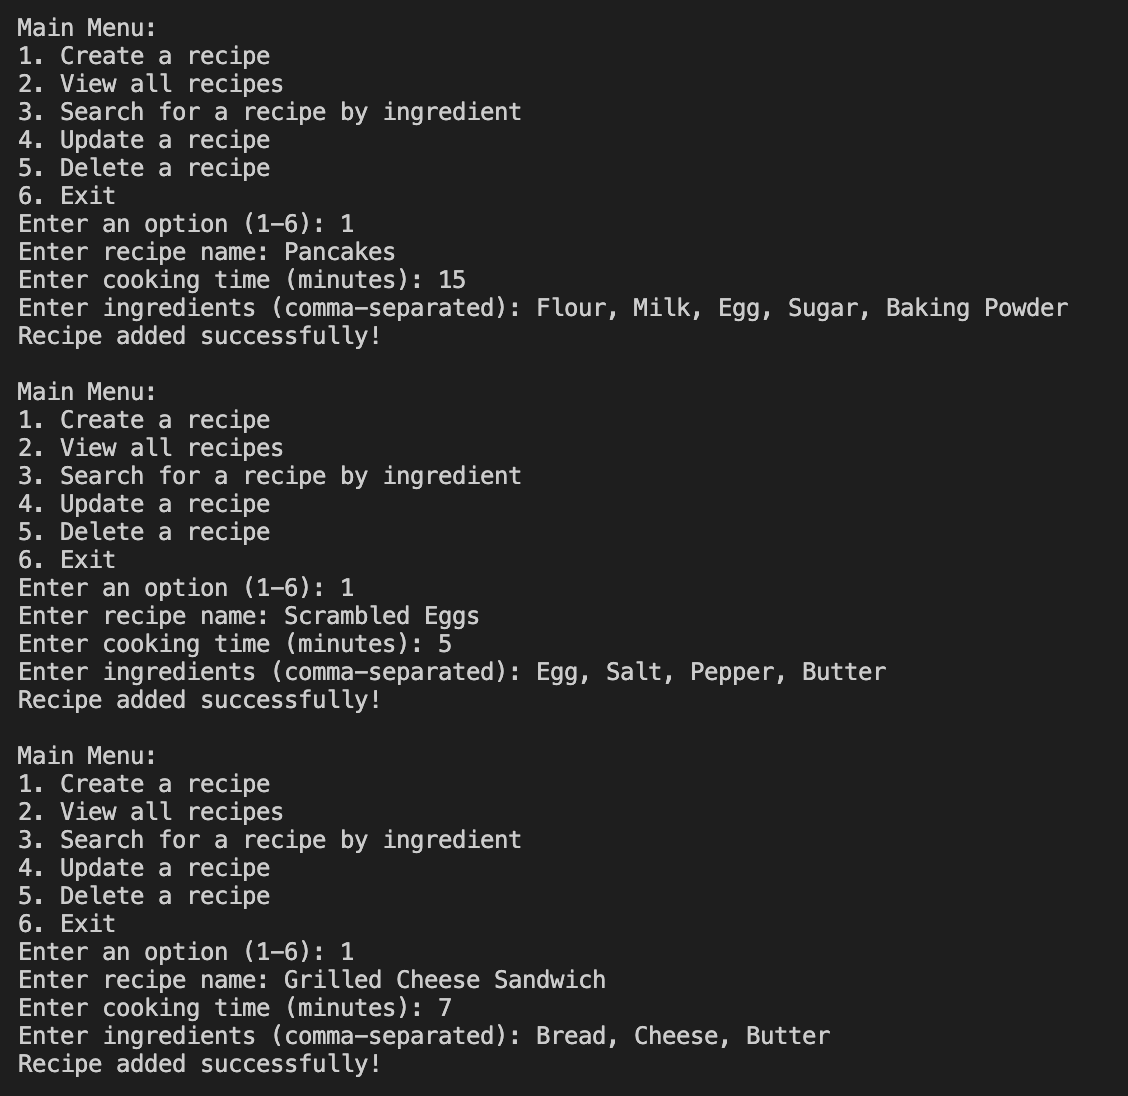 Main Menu:
1. Create a recipe
2. View all recipes
3. Search for a recipe by ingredient
4. Update a recipe
5. Delete a recipe
6. Exit
Enter an option (1-6): 1
Enter recipe name: Pancakes
Enter cooking time (minutes): 15
Enter ingredients (comma-separated): Flour, Milk, Egg, Sugar, Baking Powder
Recipe added successfully!

Main Menu:
1. Create a recipe
2. View all recipes
3. Search for a recipe by ingredient
4. Update a recipe
5. Delete a recipe
6. Exit
Enter an option (1-6): 1
Enter recipe name: Scrambled Eggs
Enter cooking time (minutes): 5
Enter ingredients (comma-separated): Egg, Salt, Pepper, Butter
Recipe added successfully!

Main Menu:
1. Create a recipe
2. View all recipes
3. Search for a recipe by ingredient
4. Update a recipe
5. Delete a recipe
6. Exit
Enter an option (1-6): 1
Enter recipe name: Grilled Cheese Sandwich
Enter cooking time (minutes): 7
Enter ingredients (comma-separated): Bread, Cheese, Butter
Recipe added successfully!